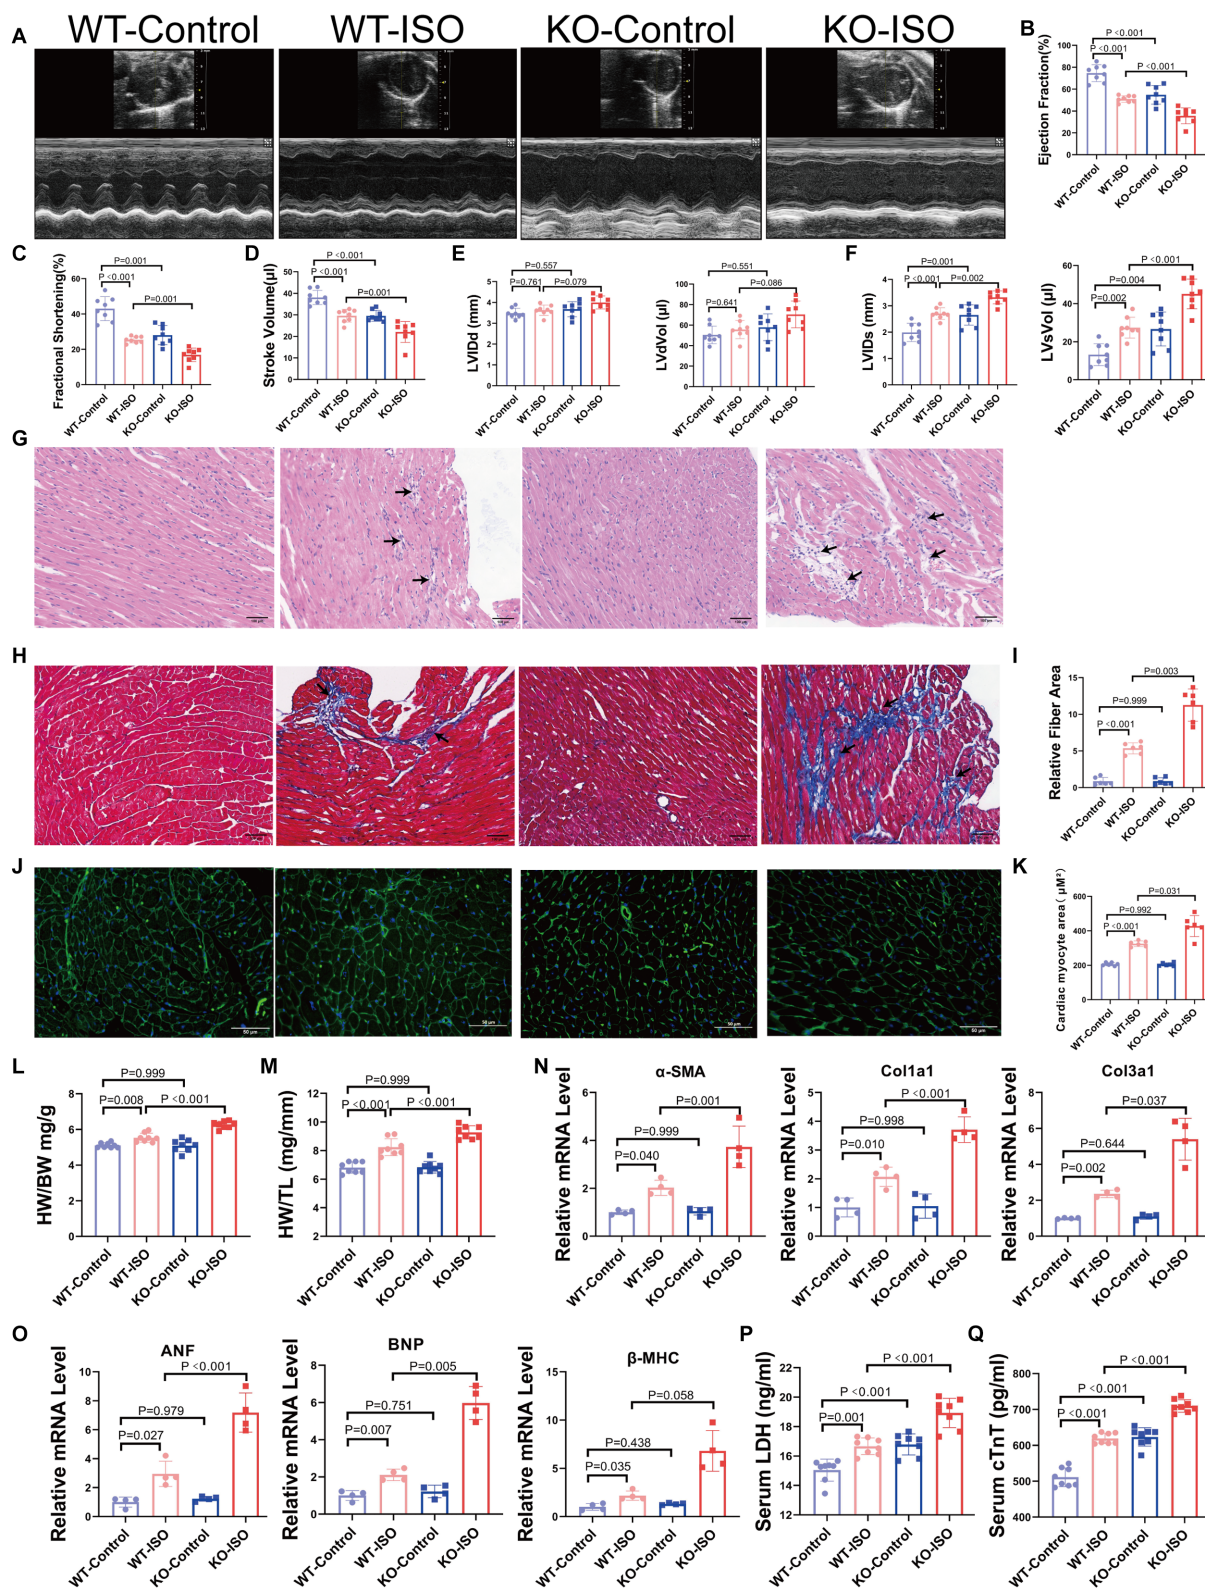 WT-Control WT-ISO KO-Control KO-ISO
A
B
Ejection Fraction(%)
100
80
60
40
20
0
P <0.001
P <0.001
P <0.001
WT-Control
WT-ISO
KO-Control
KO-ISO
C
Fractional Shortening(%)
60
40
20
0
P=0.001
P <0.001
P=0.001
WT-Control
WT-ISO
KO-Control
KO-ISO
D
Stroke Volume(μl)
50
40
30
20
10
0
P <0.001
P <0.001
P=0.001
WT-Control
WT-ISO
KO-Control
KO-ISO
E
LVIDd (mm)
5
4
3
2
1
0
P=0.557
P=0.761
P=0.079
WT-Control
WT-ISO
KO-Control
KO-ISO
LVdVol (μl)
100
80
60
40
20
0
P=0.551
P=0.641
P=0.086
WT-Control
WT-ISO
KO-Control
KO-ISO
F
LVIDs (mm)
4
3
2
1
0
P=0.001
P <0.001
P=0.002
WT-Control
WT-ISO
KO-Control
KO-ISO
LVsVol (μl)
60
40
20
0
P <0.001
P=0.004
P=0.002
WT-Control
WT-ISO
KO-Control
KO-ISO
G
H
I
Relative Fiber Area
15
10
5
0
P=0.003
P=0.999
P <0.001
WT-Control
WT-ISO
KO-Control
KO-ISO
J
50 μm
50 μm
50 μm
50 μm
K
Cardiac myocyte area( μM²)
600
400
200
0
P=0.031
P=0.992
P <0.001
WT-Control
WT-ISO
KO-Control
KO-ISO
L
HW/BW mg/g
8
6
4
2
0
P=0.999
P=0.008
P <0.001
WT-Control
WT-ISO
KO-Control
KO-ISO
M
HW/TL (mg/mm)
12
10
8
6
4
2
P=0.999
P <0.001
P <0.001
WT-Control
WT-ISO
KO-Control
KO-ISO
N
α-SMA
Relative mRNA Level
6
4
2
0
P=0.001
P=0.999
P=0.040
WT-Control
WT-ISO
KO-Control
KO-ISO
Col1a1
Relative mRNA Level
5
4
3
2
1
0
P <0.001
P=0.998
P=0.010
WT-Control
WT-ISO
KO-Control
KO-ISO
Col3a1
Relative mRNA Level
8
6
4
2
0
P=0.037
P=0.644
P=0.002
WT-Control
WT-ISO
KO-Control
KO-ISO
O
ANF
Relative mRNA Level
10
8
6
4
2
0
P <0.001
P=0.979
P=0.027
WT-Control
WT-ISO
KO-Control
KO-ISO
BNP
Relative mRNA Level
8
6
4
2
0
P=0.005
P=0.751
P=0.007
WT-Control
WT-ISO
KO-Control
KO-ISO
β-MHC
Relative mRNA Level
15
10
5
0
P=0.058
P=0.438
P=0.035
WT-Control
WT-ISO
KO-Control
KO-ISO
P
Serum LDH (ng/ml)
22
20
18
16
14
12
P <0.001
P <0.001
P=0.001
WT-Control
WT-ISO
KO-Control
KO-ISO
Q
Serum cTnT (pg/ml)
800
700
600
500
400
P <0.001
P <0.001
P <0.001
WT-Control
WT-ISO
KO-Control
KO-ISO